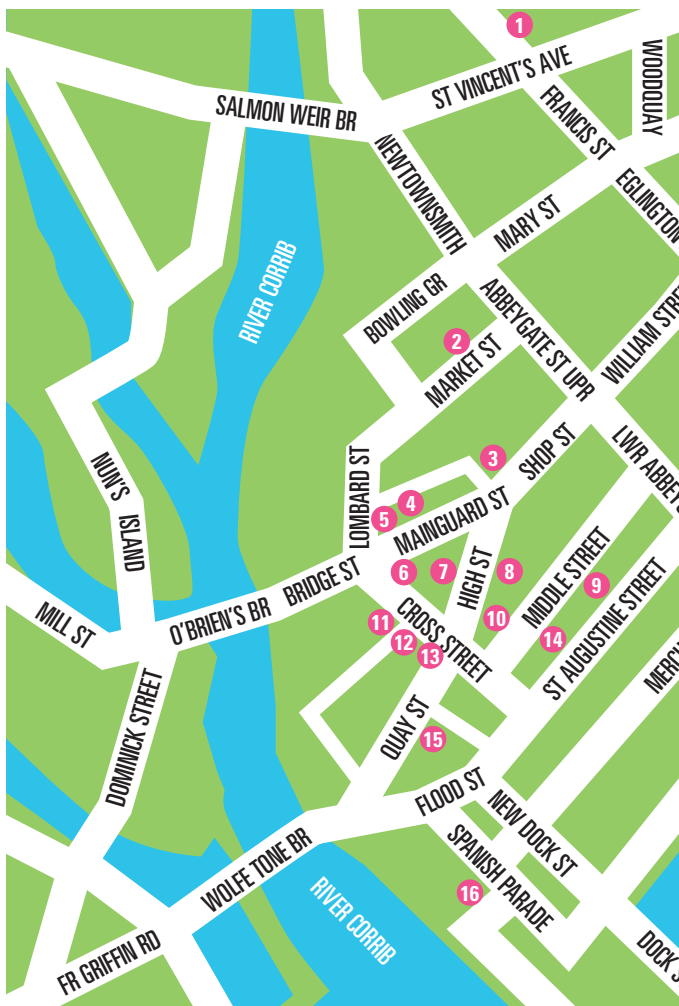 1
ST VINCENT'S AVE
WOODQUAY
SALMON WEIR BR
FRANCIS ST
NEWTOWNSMITH
EGLINGTON
MARY ST
RIVER CORRIB
BOWLING GR
ABBEYGATE ST UPR
WILLIAM STRE
2
MARKET ST
SHOP ST
LWR ABBEYG
3
LOMBARD ST
4
5
MAINGUARD ST
NUN'S
ISLAND
6
7
HIGH ST
8
MIDDLE STREET
9
BRIDGE ST
O'BRIEN'S BR
MILL ST
11
CROSS STREET
10
12
13
14
ST AUGUSTINE STREET
MERCH
DOMINICK STREET
QUAY ST
15
FLOOD ST
NEW DOCK ST
WOLFE TONE BR
SPANISH PARADE
16
RIVER CORRIB
FR GRIFFIN RD
DOCK S